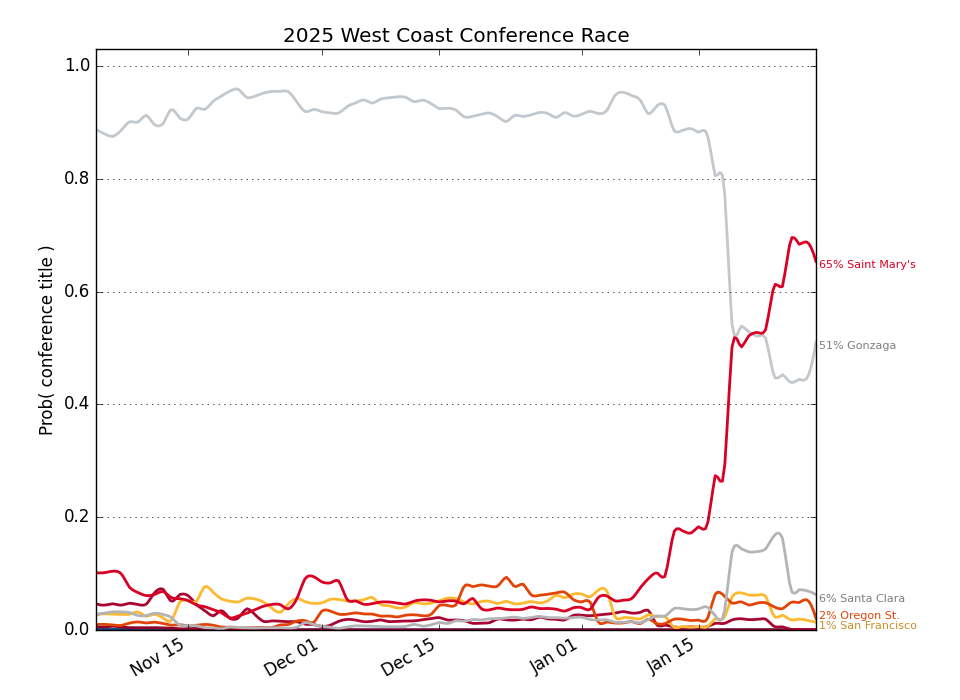 2025 West Coast Conference Race
1.0
0.8
0.6
0.4
0.2
0.0
Prob( conference title )
65% Saint Mary's
51% Gonzaga
6% Santa Clara
2% Oregon St.
1% San Francisco
Nov 15
Dec 01
Dec 15
Jan 01
Jan 15